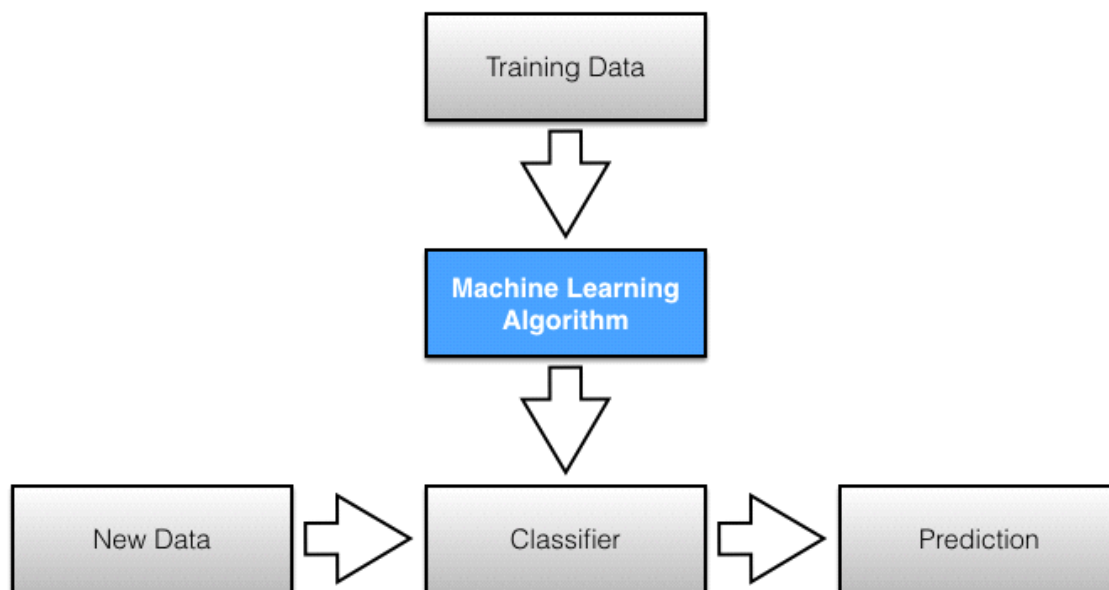 Training Data
Machine Learning
Algorithm
New Data
Classifier
Prediction